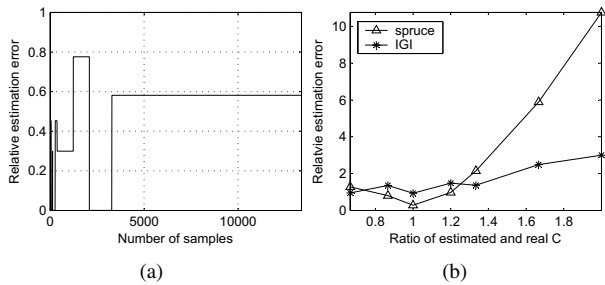 1
0.8
0.6
0.4
0.2
0
Relative estimation error
0 5000 10000
Number of samples
(a)
10
8
6
4
2
0
Relatvie estimation error
spruce
IGI
0.8 1 1.2 1.4 1.6 1.8
Ratio of estimated and real C
(b)